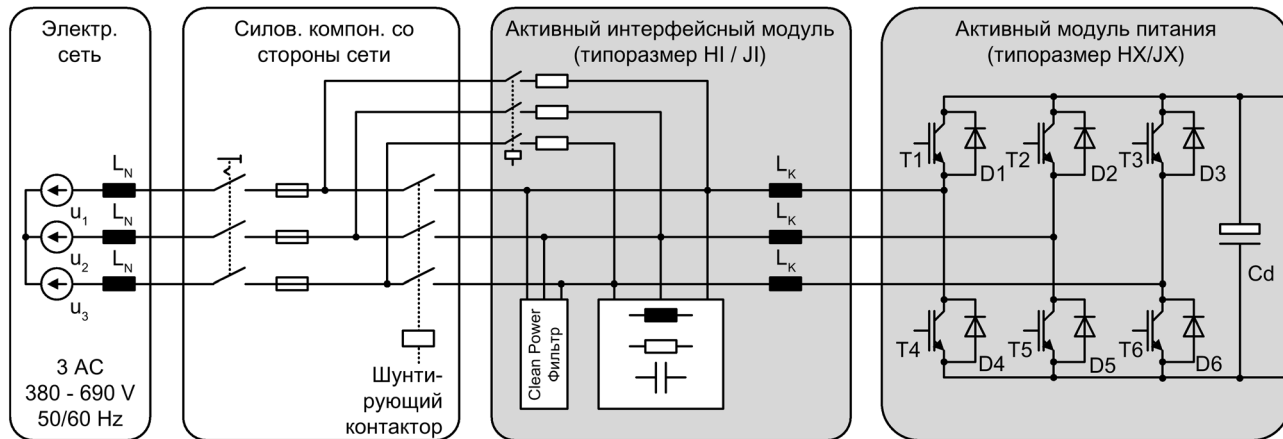 Электр.
сеть
L_N
L_N
L_N
u_1
u_2
u_3
3 AC
380 - 690 V
50/60 Hz
Силов. компон. со
стороны сети
Шунти-
рующий
контактор
Активный интерфейсный модуль
(типоразмер HI / JI)
Clean Power
Фильтр
L_K
L_K
L_K
Активный модуль питания
(типоразмер HX/JX)
T1
D1
T2
D2
T3
D3
Cd
T4
D4
T5
D5
T6
D6